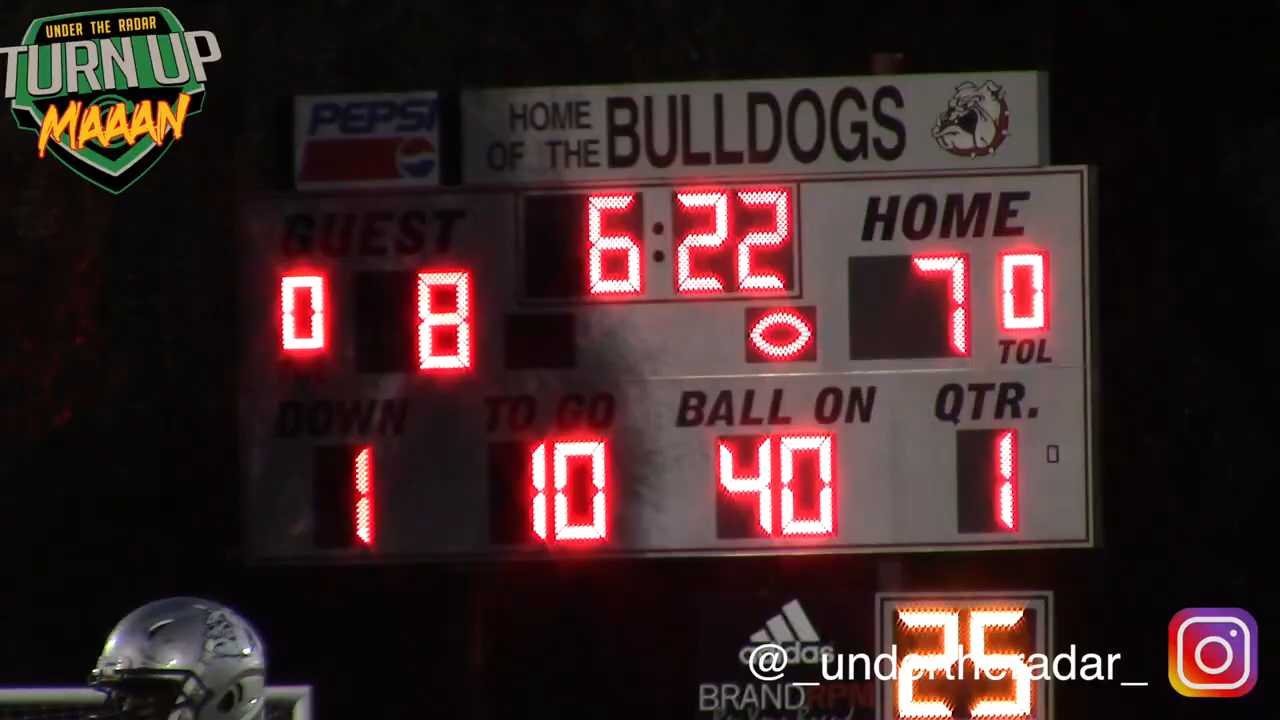 UNDER THE RADAR
TURN UP
MAAAN
PEPSI
HOME
OF THE
BULLDOGS
GUEST
6:22
HOME
0
8
7
0
TOL
DOWN
TO GO
BALL ON
QTR.
1
10
40
1
25
adidas
@_undertheradar_
BRANDRPM